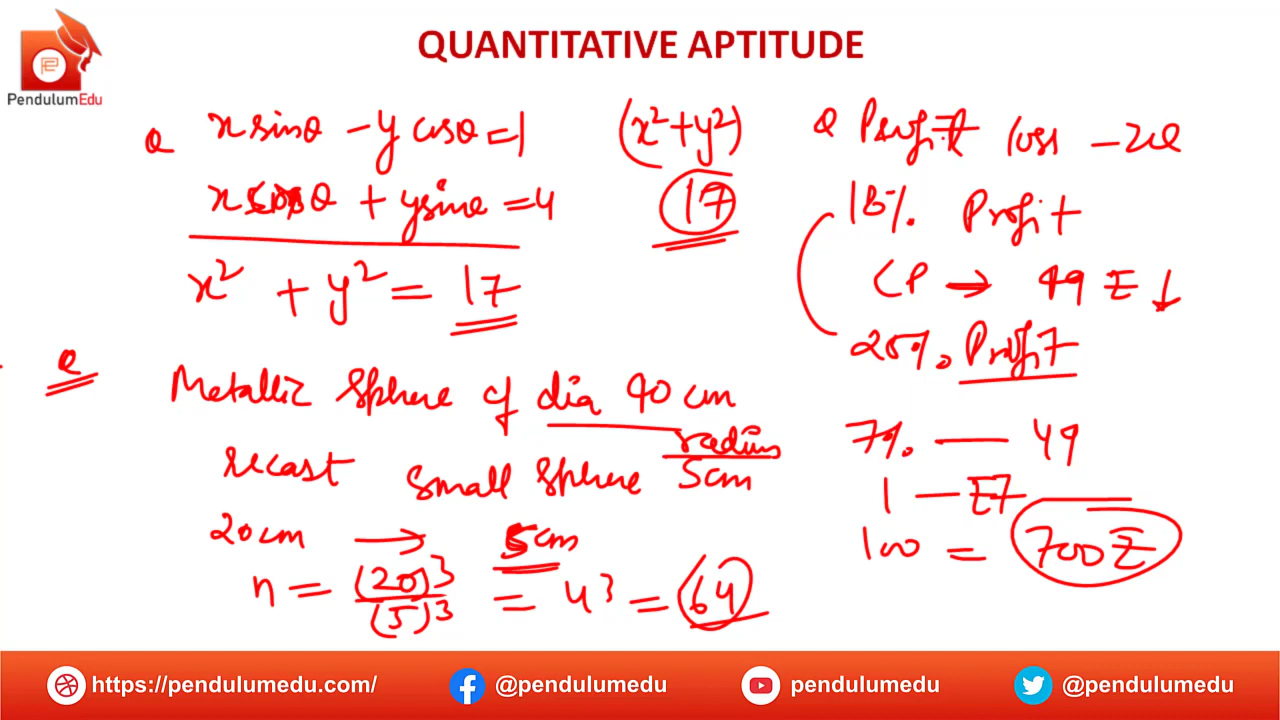 PendulumEdu
QUANTITATIVE APTITUDE
Q x sinθ - y cosθ = 1
x cosθ + y sinθ = 4
x² + y² = 17
(x² + y²)
17
Q
Metallic Sphere of dia 40 cm
recast small sphere radius 5cm
20cm → 5cm
n = (20)³/(5)³ = 4³ = 64
Q Profit loss - 2Q
18% Profit
CP → 49 ₹ ↓
25% Profit
7% — 49
1 — ₹7
100 = 700₹
https://pendulumedu.com/
@pendulumedu
pendulumedu
@pendulumedu